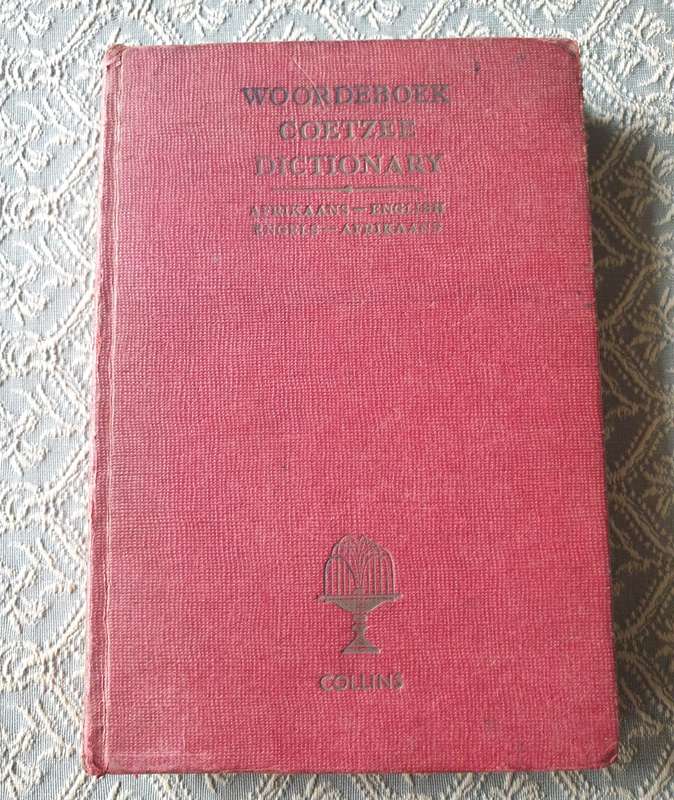 WOORDEBOEK
COETZEE
DICTIONARY
AFRIKAANS—ENGLISH
ENGELS—AFRIKAANS
COLLINS